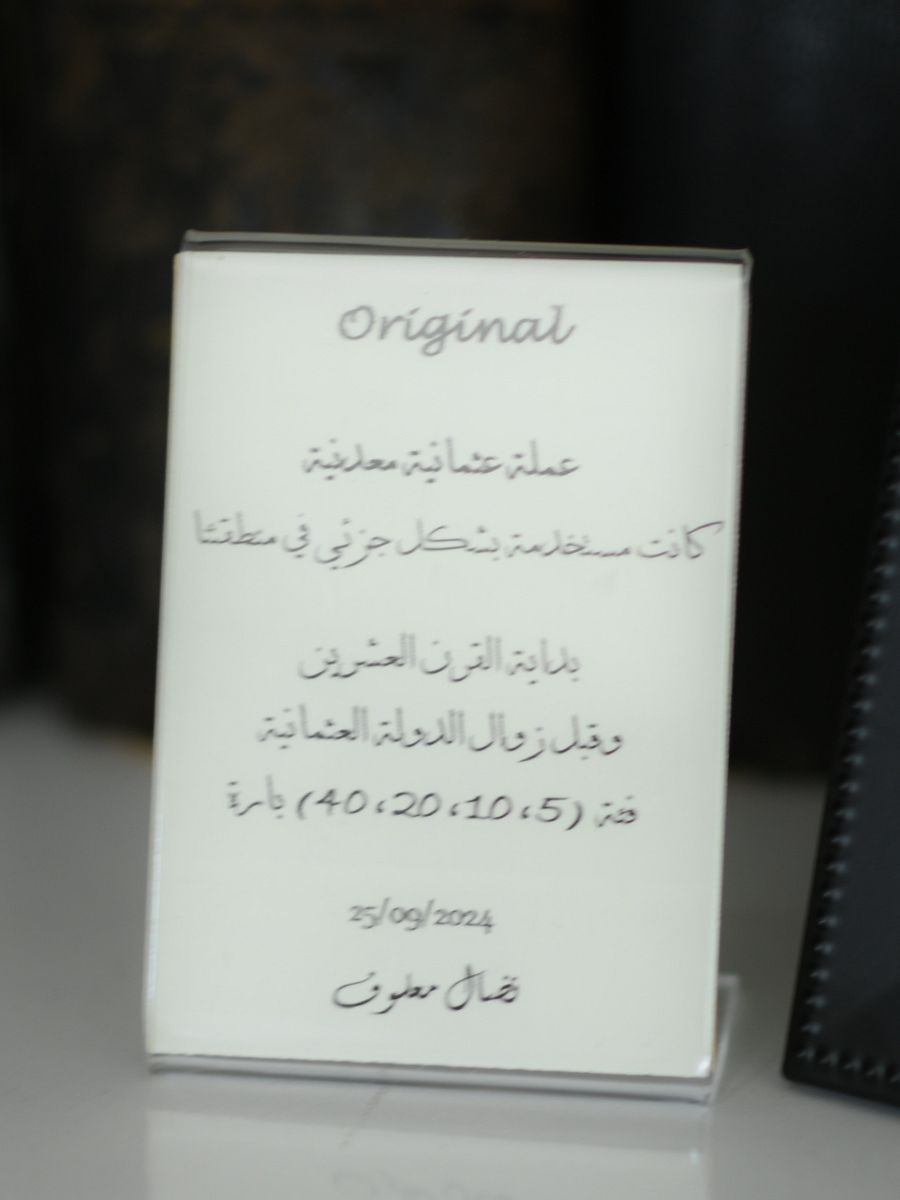 Original
عملة عثمانية معدنية
كانت مستخدمة بشكل جزئي في منطقتنا
بداية القرن العشرين
وقبل زوال الدولة العثمانية
فئة (5، 10، 20، 40) بارة
25/09/2024
نضال معلوف